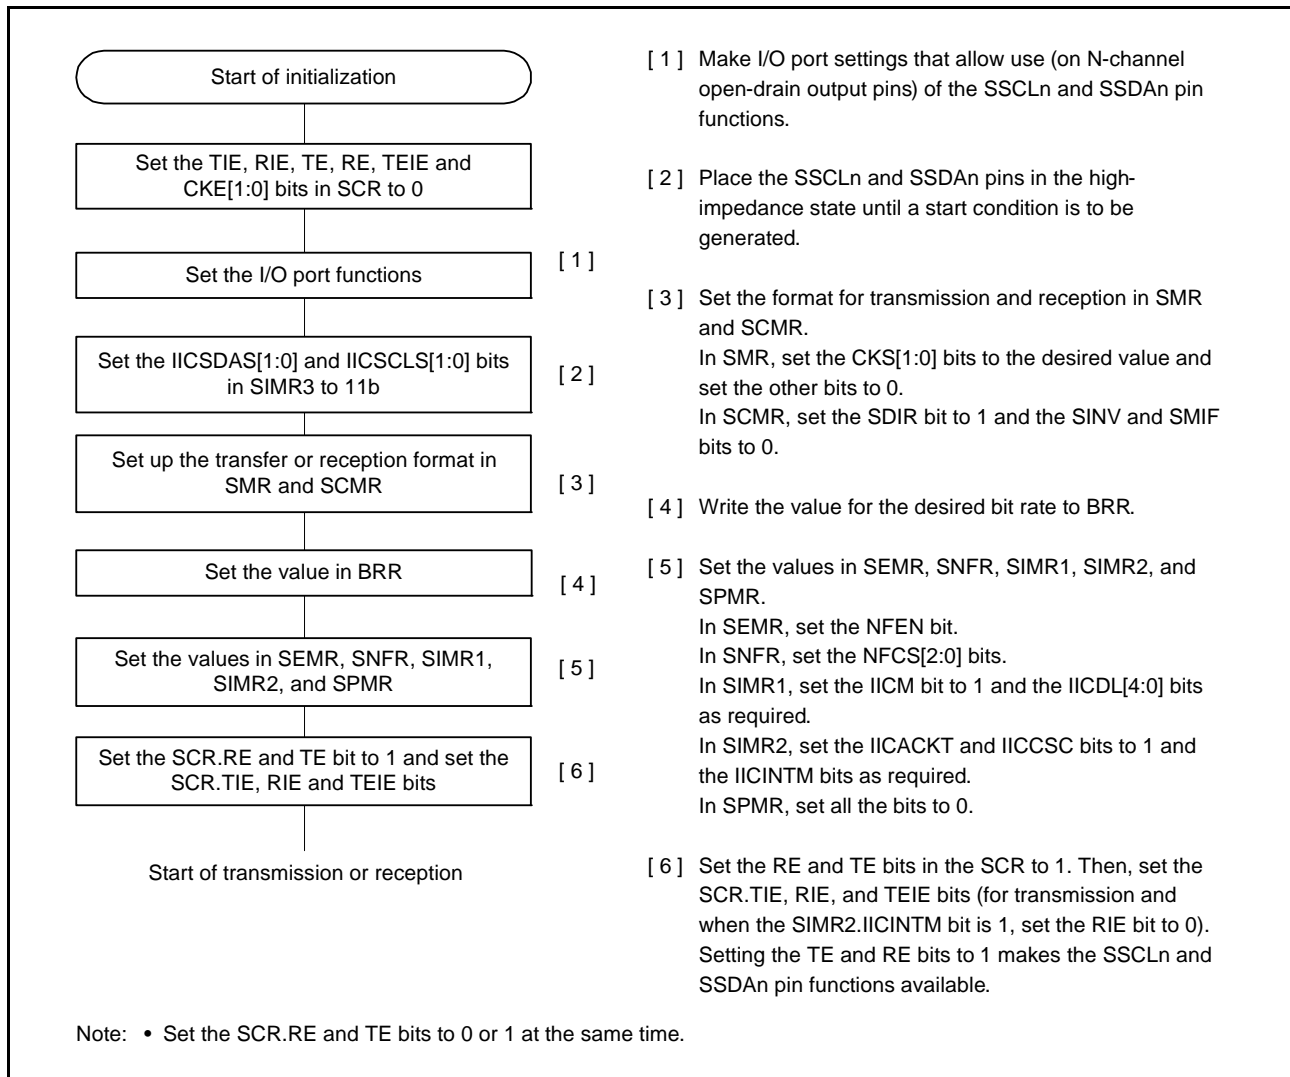 Start of initialization
Set the TIE, RIE, TE, RE, TEIE and
CKE[1:0] bits in SCR to 0
Set the I/O port functions
[ 1 ]
Set the IICSDAS[1:0] and IICSCLS[1:0] bits
in SIMR3 to 11b
[ 2 ]
Set up the transfer or reception format in
SMR and SCMR
[ 3 ]
Set the value in BRR
[ 4 ]
Set the values in SEMR, SNFR, SIMR1,
SIMR2, and SPMR
[ 5 ]
Set the SCR.RE and TE bit to 1 and set the
SCR.TIE, RIE and TEIE bits
[ 6 ]
Start of transmission or reception
[ 1 ] Make I/O port settings that allow use (on N-channel
open-drain output pins) of the SSCLn and SSDAn pin
functions.
[ 2 ] Place the SSCLn and SSDAn pins in the high-
impedance state until a start condition is to be
generated.
[ 3 ] Set the format for transmission and reception in SMR
and SCMR.
In SMR, set the CKS[1:0] bits to the desired value and
set the other bits to 0.
In SCMR, set the SDIR bit to 1 and the SINV and SMIF
bits to 0.
[ 4 ] Write the value for the desired bit rate to BRR.
[ 5 ] Set the values in SEMR, SNFR, SIMR1, SIMR2, and
SPMR.
In SEMR, set the NFEN bit.
In SNFR, set the NFCS[2:0] bits.
In SIMR1, set the IICM bit to 1 and the IICDL[4:0] bits
as required.
In SIMR2, set the IICACKT and IICCSC bits to 1 and
the IICINTM bits as required.
In SPMR, set all the bits to 0.
[ 6 ] Set the RE and TE bits in the SCR to 1. Then, set the
SCR.TIE, RIE, and TEIE bits (for transmission and
when the SIMR2.IICINTM bit is 1, set the RIE bit to 0).
Setting the TE and RE bits to 1 makes the SSCLn and
SSDAn pin functions available.
Note: • Set the SCR.RE and TE bits to 0 or 1 at the same time.